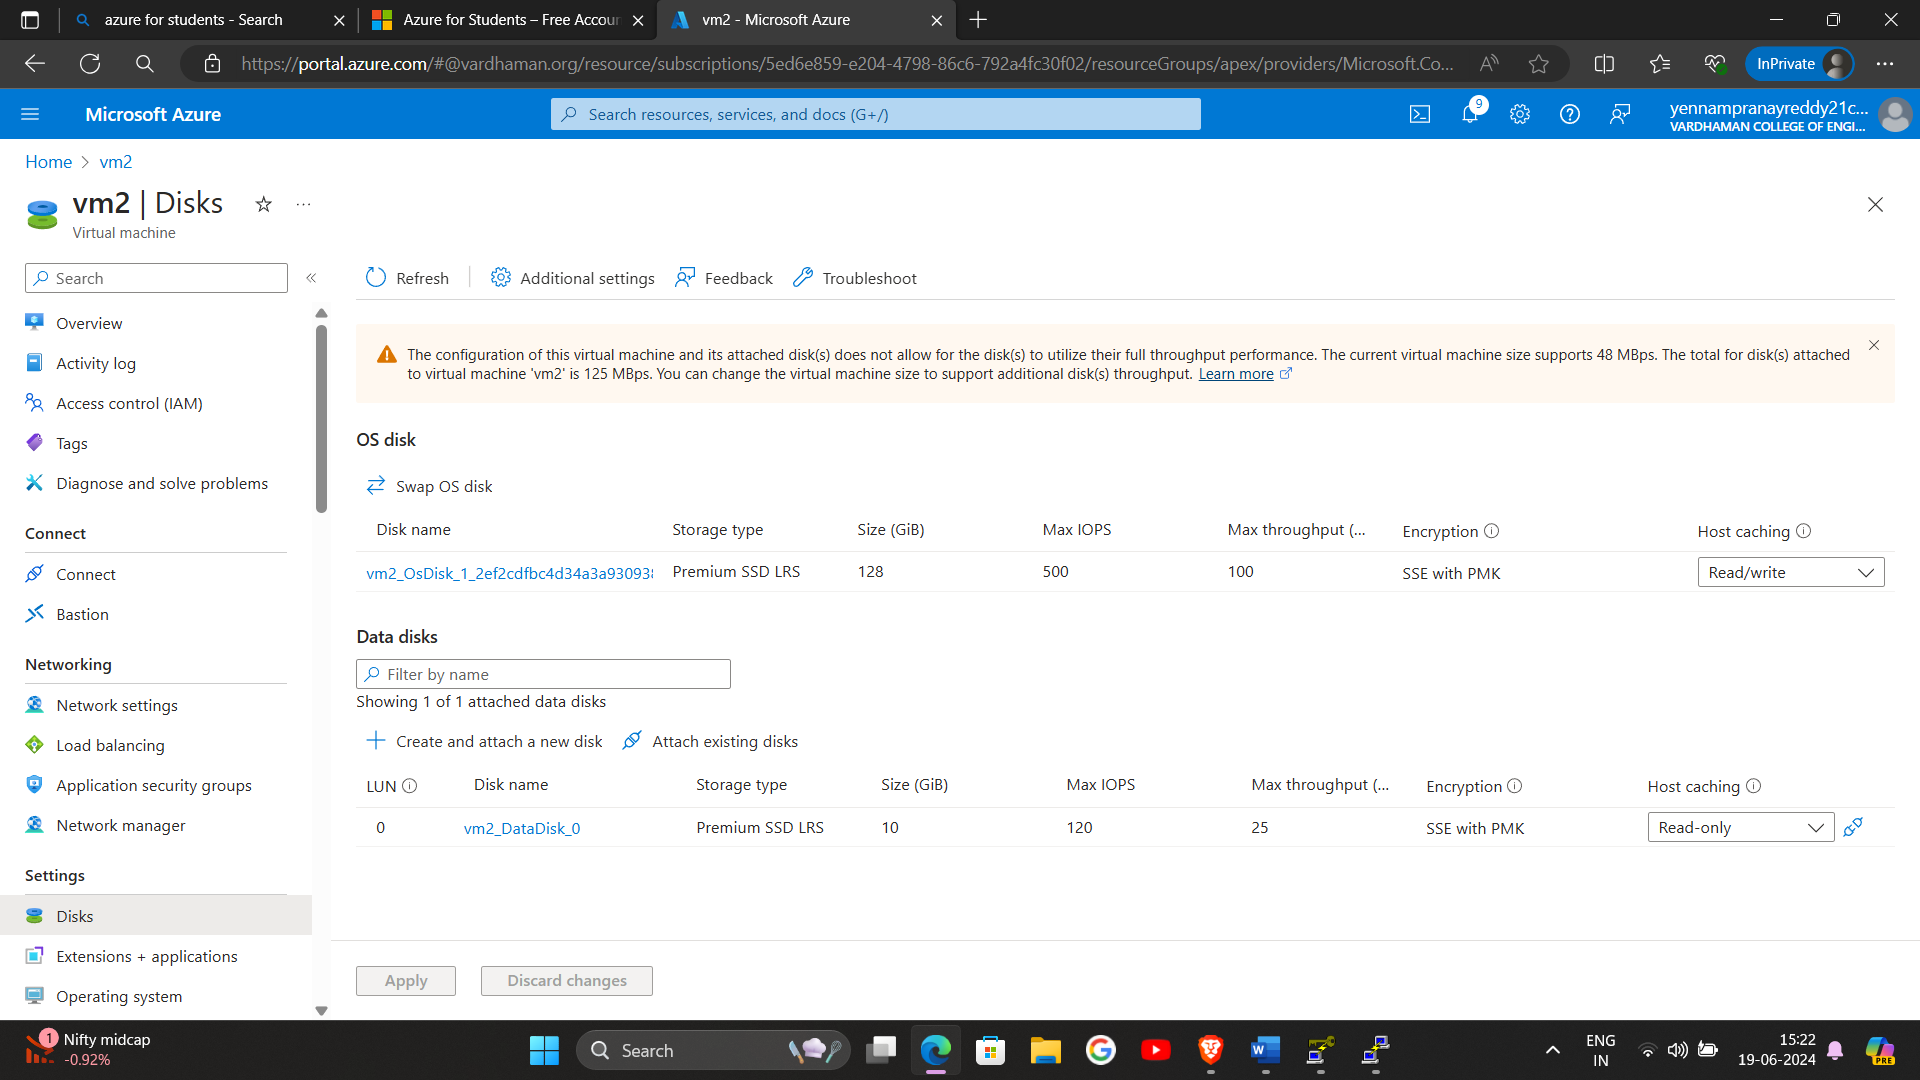 azure for students - Search
Azure for Students – Free Accoun
vm2 - Microsoft Azure
https://portal.azure.com/#@vardhaman.org/resource/subscriptions/5ed6e859-e204-4798-86c6-792a4fc30f02/resourceGroups/apex/providers/Microsoft.Co...
InPrivate
Microsoft Azure
Search resources, services, and docs (G+/)
9
yennampranayreddy21c...
VARDHAMAN COLLEGE OF ENGI...
Home > vm2
vm2 | Disks
Virtual machine
Search
Refresh
Additional settings
Feedback
Troubleshoot
The configuration of this virtual machine and its attached disk(s) does not allow for the disk(s) to utilize their full throughput performance. The current virtual machine size supports 48 MBps. The total for disk(s) attached
to virtual machine 'vm2' is 125 MBps. You can change the virtual machine size to support additional disk(s) throughput. Learn more
Overview
Activity log
Access control (IAM)
Tags
Diagnose and solve problems
Connect
Connect
Bastion
Networking
Network settings
Load balancing
Application security groups
Network manager
Settings
Disks
Extensions + applications
Operating system
OS disk
Swap OS disk
Disk name Storage type Size (GiB) Max IOPS Max throughput (... Encryption Host caching
vm2_OsDisk_1_2ef2cdfbc4d34a3a93093 Premium SSD LRS 128 500 100 SSE with PMK Read/write
Data disks
Filter by name
Showing 1 of 1 attached data disks
Create and attach a new disk
Attach existing disks
LUN Disk name Storage type Size (GiB) Max IOPS Max throughput (... Encryption Host caching
0 vm2_DataDisk_0 Premium SSD LRS 10 120 25 SSE with PMK Read-only
Apply
Discard changes
1
Nifty midcap
-0.92%
Search
ENG
IN
15:22
19-06-2024
PRE